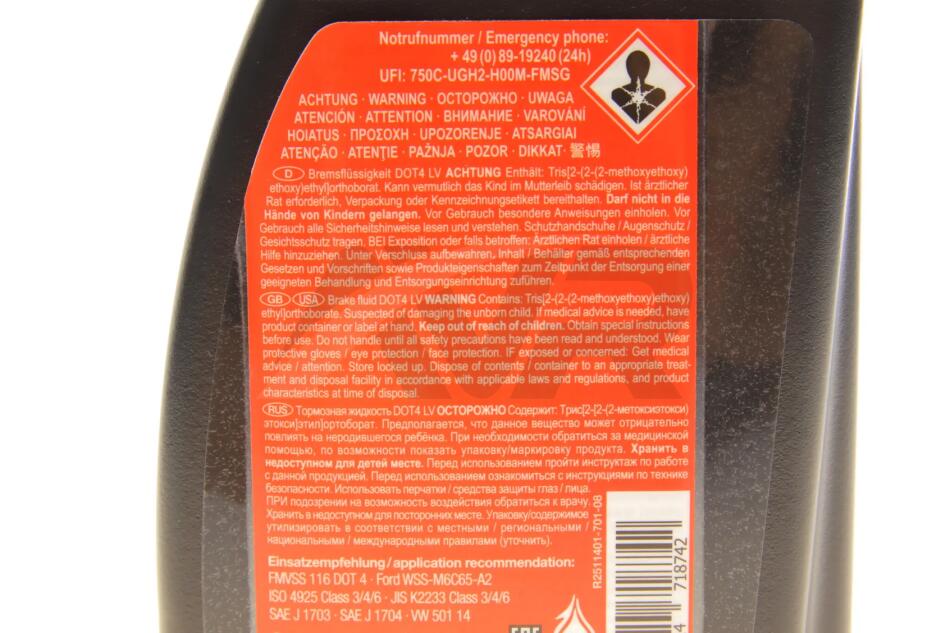 Notrufnummer / Emergency phone:
+ 49 (0) 89-19240 (24h)
UFI: 750C-UGH2-H00M-FMSG
ACHTUNG · WARNING · ОСТОРОЖНО · UWAGA
ATENCIÓN · ATTENTION · ВНИМАНИЕ · VAROVÁNÍ
HOIATUS · ΠΡΟΣΟΧΗ · UPOZORENJE · ATSARGIAI
ATENÇÃO · ATENŢIE · PAŽNJA · POZOR · DIKKAT· 警惕
D Bremsflüssigkeit DOT4 LV ACHTUNG Enthält: Tris[2-(2-(2-methoxyethoxy)
ethoxy)ethyl]orthoborat. Kann vermutlich das Kind im Mutterleib schädigen. Ist ärztlicher
Rat erforderlich, Verpackung oder Kennzeichnungsetikett bereithalten. Darf nicht in die
Hände von Kindern gelangen. Vor Gebrauch besondere Anweisungen einholen. Vor
Gebrauch alle Sicherheitshinweise lesen und verstehen. Schutzhandschuhe / Augenschutz /
Gesichtsschutz tragen. BEI Exposition oder falls betroffen: Ärztlichen Rat einholen / ärztliche
Hilfe hinzuziehen. Unter Verschluss aufbewahren. Inhalt / Behälter gemäß entsprechenden
Gesetzen und Vorschriften sowie Produkteigenschaften zum Zeitpunkt der Entsorgung einer
geeigneten Behandlung und Entsorgungseinrichtung zuführen.
GB USA Brake fluid DOT4 LV WARNING Contains: Tris[2-(2-(2-methoxyethoxy)ethoxy)
ethyl]orthoborate. Suspected of damaging the unborn child. If medical advice is needed, have
product container or label at hand. Keep out of reach of children. Obtain special instructions
before use. Do not handle until all safety precautions have been read and understood. Wear
protective gloves / eye protection / face protection. IF exposed or concerned: Get medical
advice / attention. Store locked up. Dispose of contents / container to an appropriate treat-
ment and disposal facility in accordance with applicable laws and regulations, and product
characteristics at time of disposal.
RUS Тормозная жидкость DOT4 LV ОСТОРОЖНО Содержит: Трис[2-[2-(2-метоксиэтокси)
этокси]этил]ортоборат. Предполагается, что данное вещество может отрицательно
повлиять на неродившегося ребёнка. При необходимости обратиться за медицинской
помощью, по возможности показать упаковку/маркировку продукта. Хранить в
недоступном для детей месте. Перед использованием пройти инструктаж по работе
с данной продукцией. Перед использованием ознакомиться с инструкциями по технике
безопасности. Использовать перчатки / средства защиты глаз / лица.
ПРИ подозрении на возможность воздействия обратиться к врачу.
Хранить в недоступном для посторонних месте. Упаковку/содержимое
утилизировать в соответствии с местными / региональными /
национальными / международными правилами (уточнить).
Einsatzempfehlung / application recommendation:
FMVSS 116 DOT 4 · Ford WSS-M6C65-A2
ISO 4925 Class 3/4/6 · JIS K2233 Class 3/4/6
SAE J 1703 · SAE J 1704 · VW 501 14
R2511401-701-08
4 718742